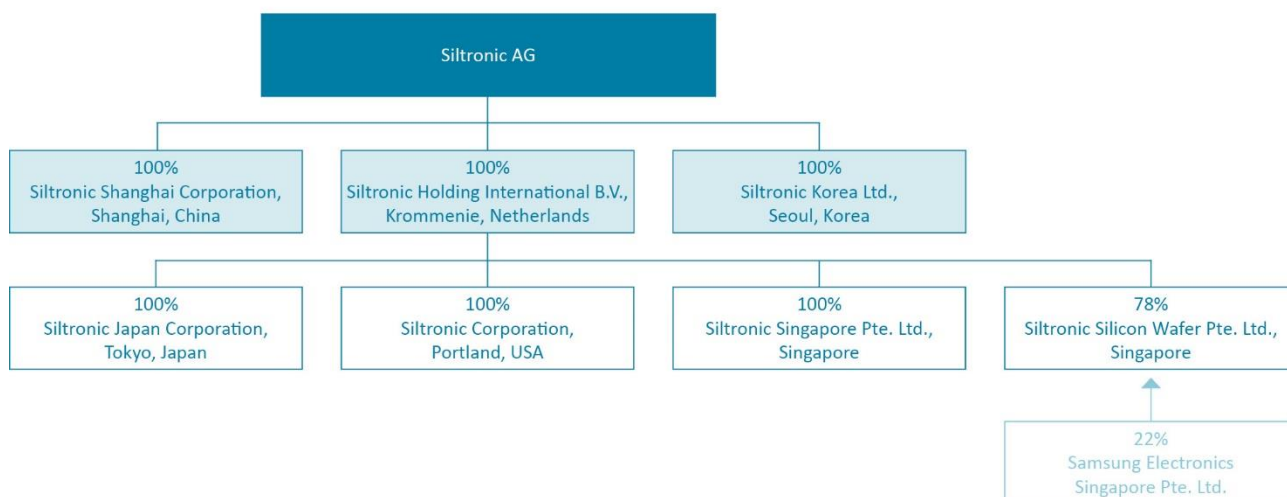 Siltronic AG
100%
Siltronic Shanghai Corporation,
Shanghai, China
100%
Siltronic Holding International B.V.,
Krommenie, Netherlands
100%
Siltronic Korea Ltd.,
Seoul, Korea
100%
Siltronic Japan Corporation,
Tokyo, Japan
100%
Siltronic Corporation,
Portland, USA
100%
Siltronic Singapore Pte. Ltd.,
Singapore
78%
Siltronic Silicon Wafer Pte. Ltd.,
Singapore
22%
Samsung Electronics
Singapore Pte. Ltd.